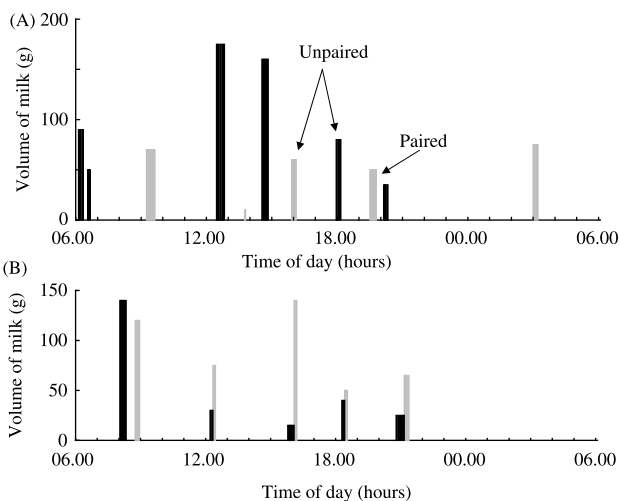 (A)
200
100
0
Volume of milk (g)
Unpaired
Paired
06.00 12.00 18.00 00.00 06.00
Time of day (hours)
(B)
150
100
50
0
Volume of milk (g)
06.00 12.00 18.00 00.00 06.00
Time of day (hours)